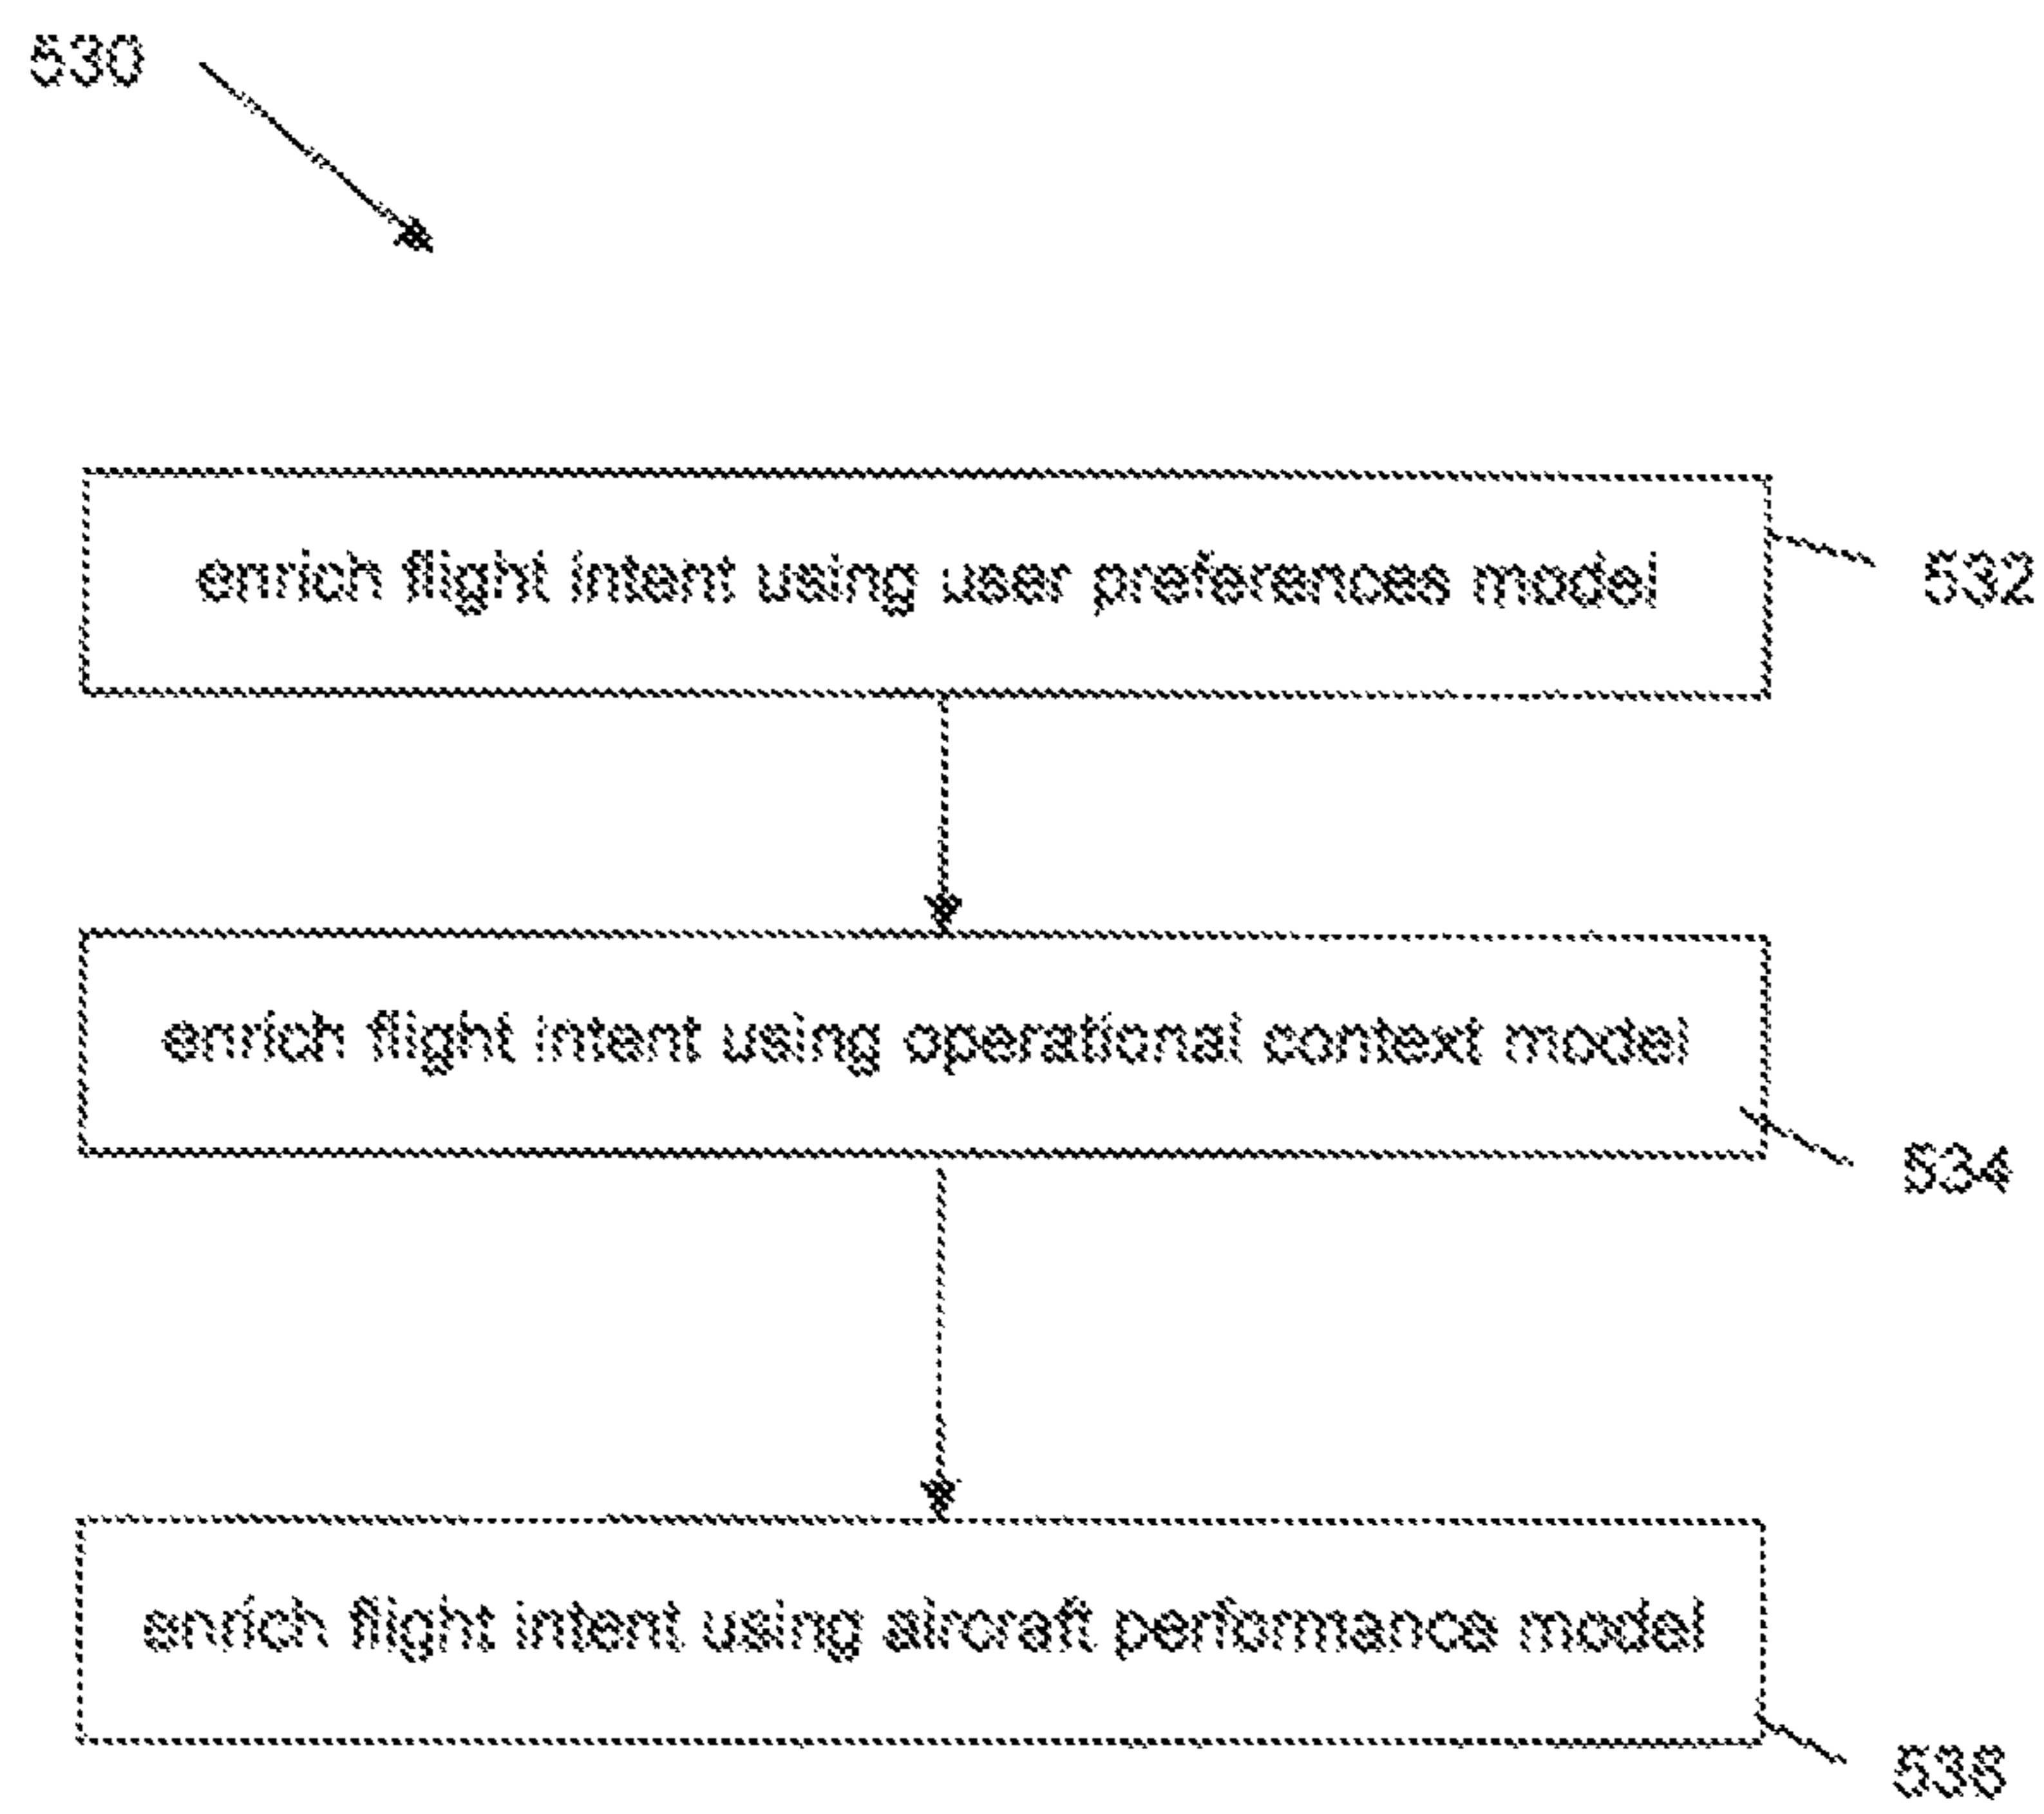 530
enrich flight intent using user preferences model
532
enrich flight intent using operational context model
534
enrich flight intent using aircraft performance model
538